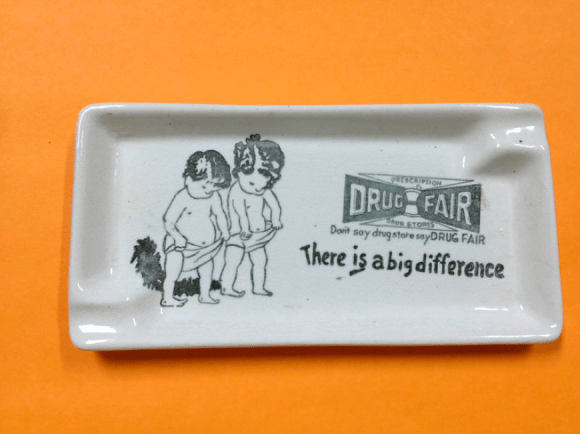 PRESCRIPTION
DRUG FAIR
DRUG STORES
Don't say drug store say DRUG FAIR
There is a big difference